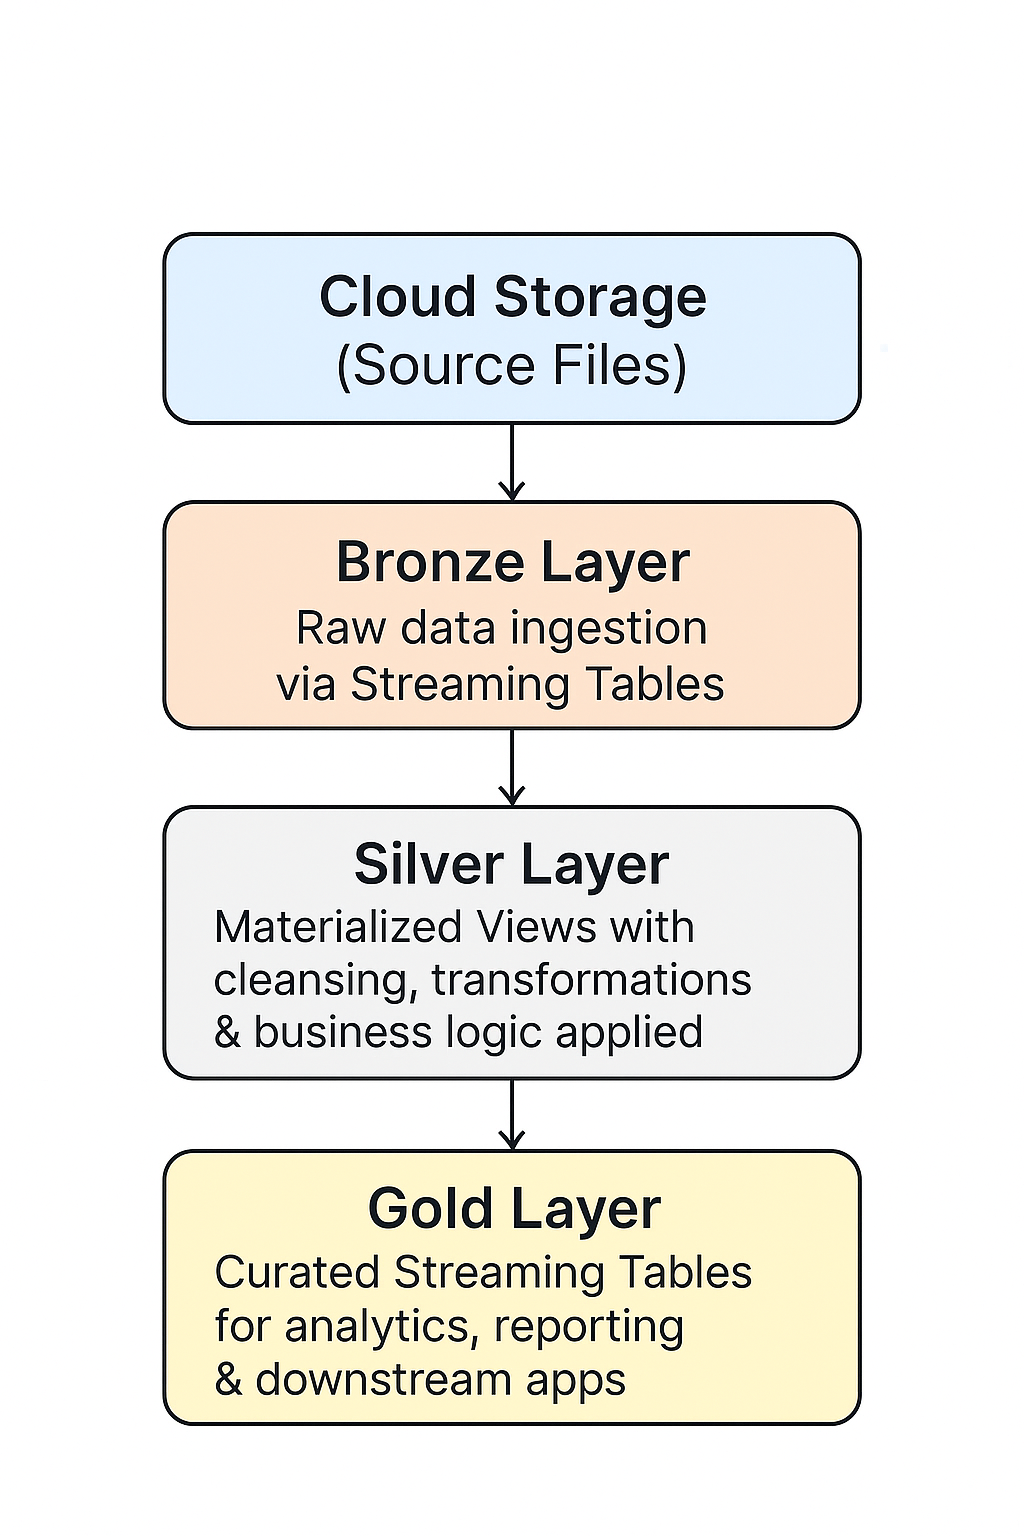 Cloud Storage
(Source Files)
Bronze Layer
Raw data ingestion
via Streaming Tables
Silver Layer
Materialized Views with
cleansing, transformations
& business logic applied
Gold Layer
Curated Streaming Tables
for analytics, reporting
& downstream apps